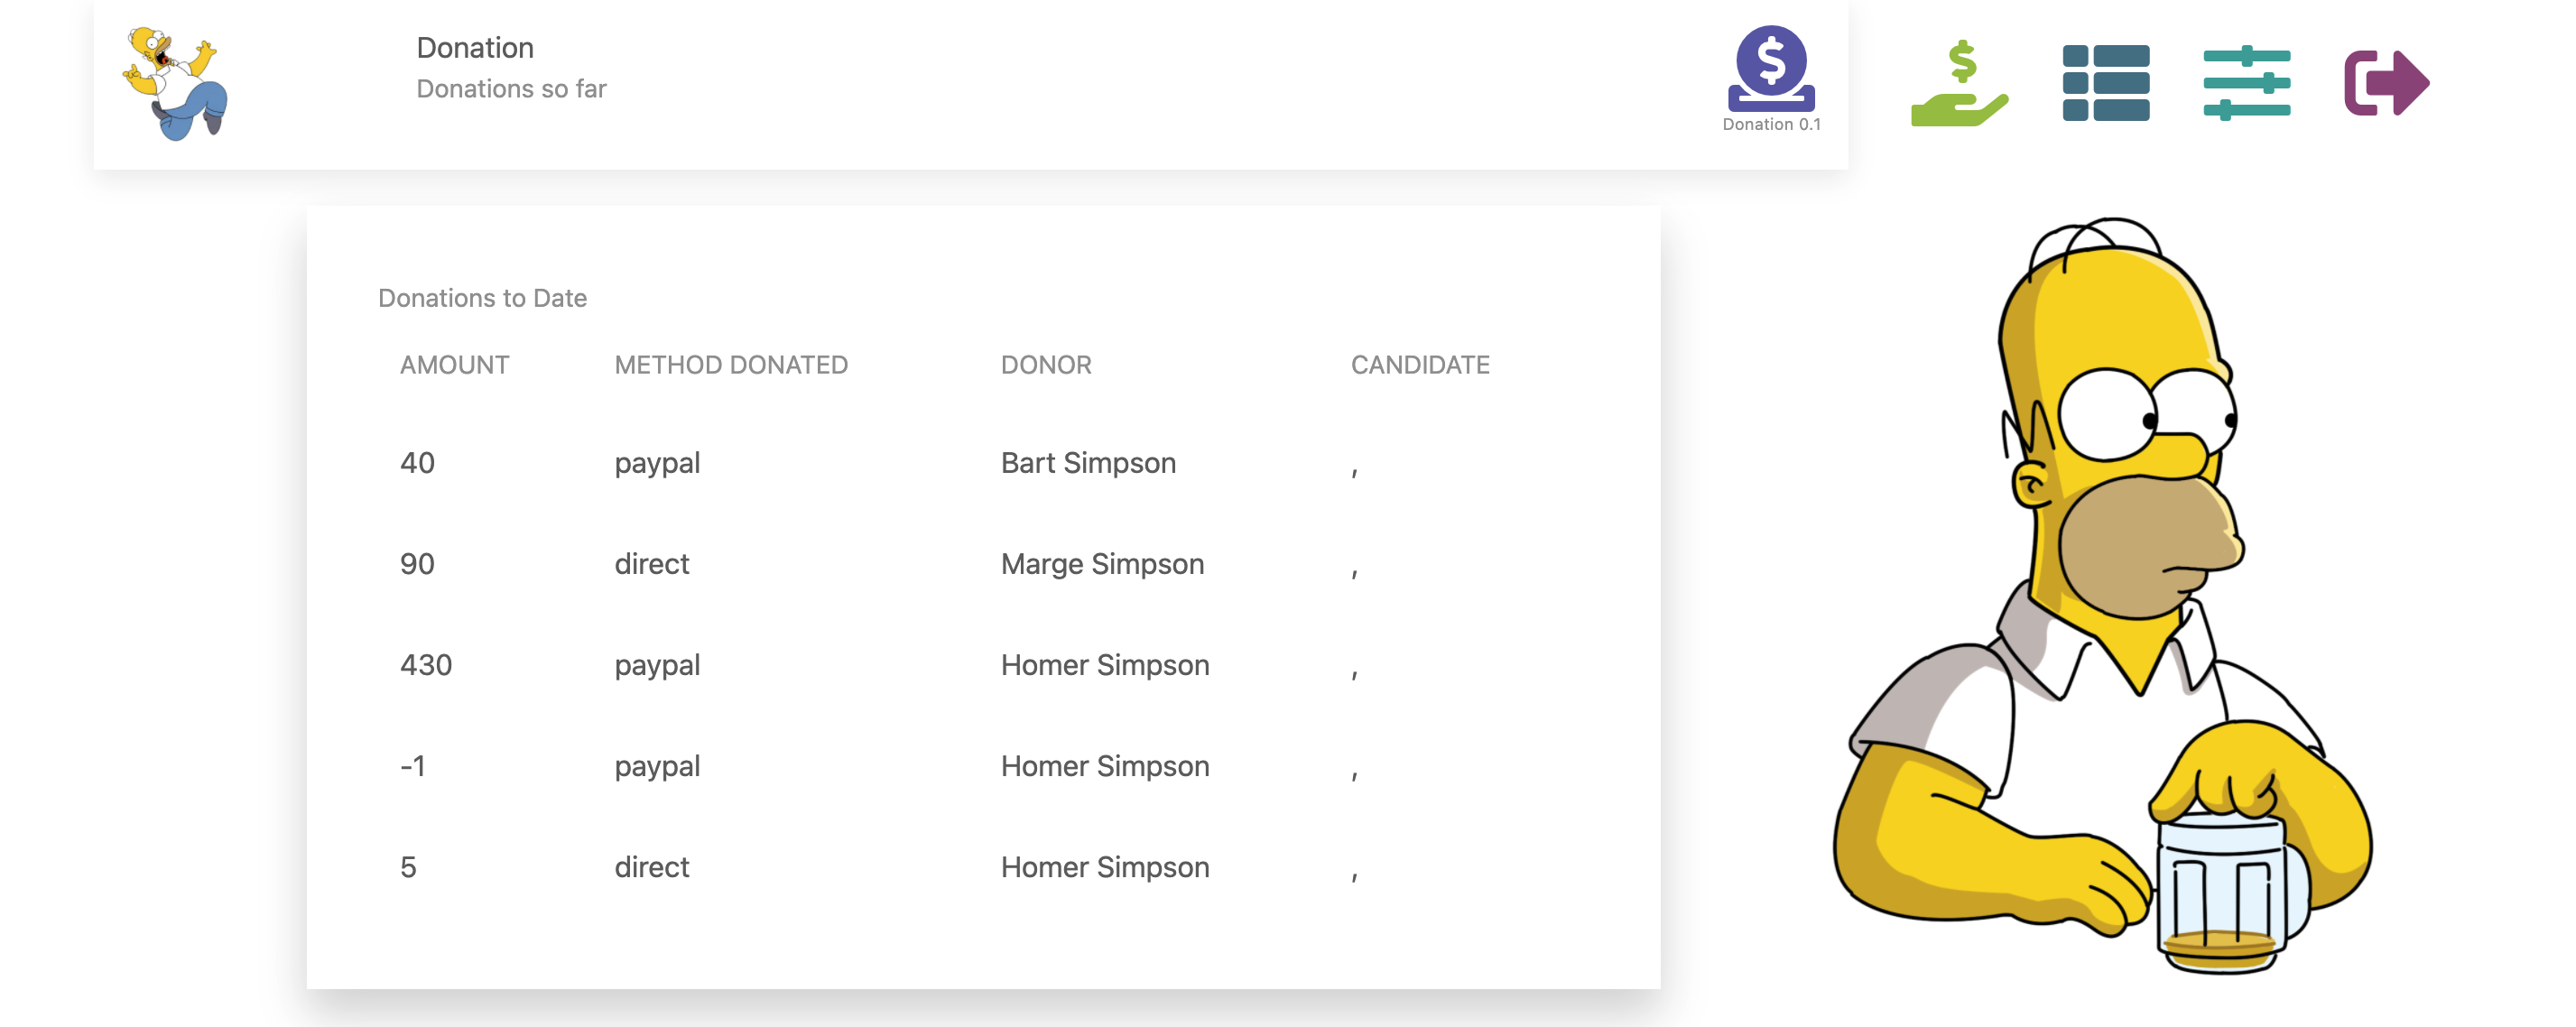 Donation
Donations so far
Donation 0.1
Donations to Date
AMOUNT METHOD DONATED DONOR CANDIDATE
40 paypal Bart Simpson ,
90 direct Marge Simpson ,
430 paypal Homer Simpson ,
-1 paypal Homer Simpson ,
5 direct Homer Simpson ,